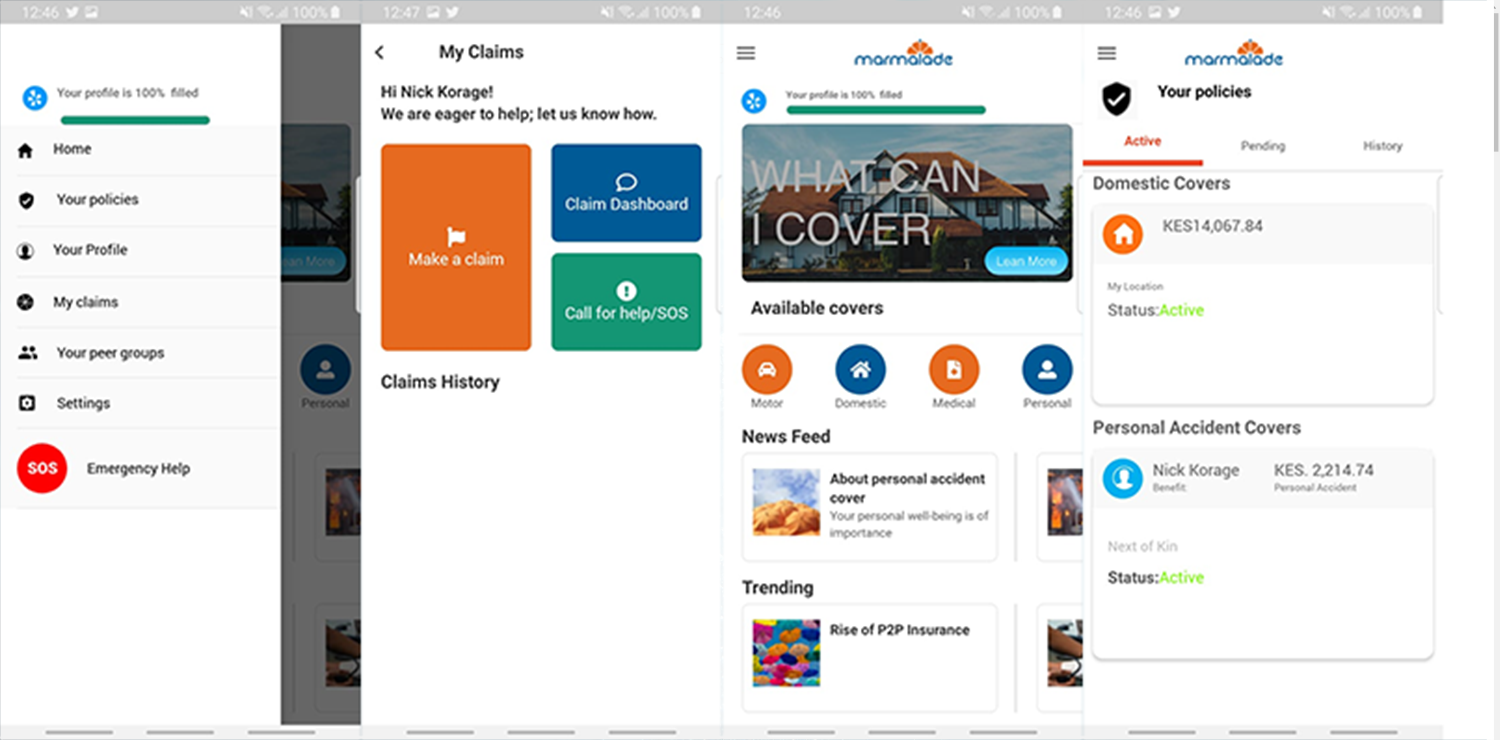 12:46
100%
Your profile is 100% filled
Home
Your policies
Your Profile
My claims
Your peer groups
Settings
SOS
Emergency Help
ean More
Personal
12:47
100%
My Claims
Hi Nick Korage!
We are eager to help; let us know how.
Make a claim
Claim Dashboard
Call for help/SOS
Claims History
12:46
100%
marmalade
Your profile is 100% filled
WHAT CAN
I COVER
Lean More
Available covers
Motor
Domestic
Medical
Personal
News Feed
About personal accident
cover
Your personal well-being is of
importance
Trending
Rise of P2P Insurance
12:46
100%
marmalade
Your policies
Active
Pending
History
Domestic Covers
KES14,067.84
My Location
Status:Active
Personal Accident Covers
Nick Korage
KES. 2,214.74
Benefit:
Personal Accident
Next of Kin
Status:Active